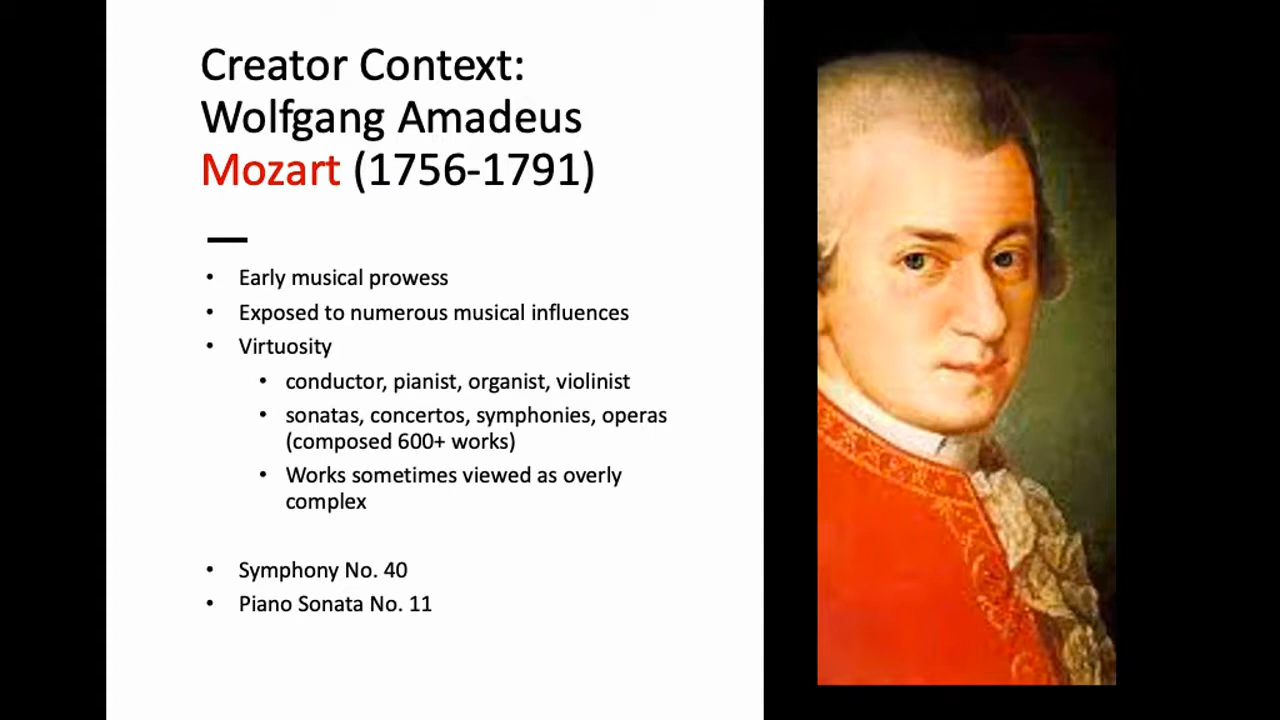 Creator Context:
Wolfgang Amadeus
Mozart (1756-1791)
• Early musical prowess
• Exposed to numerous musical influences
• Virtuosity
• conductor, pianist, organist, violinist
• sonatas, concertos, symphonies, operas
(composed 600+ works)
• Works sometimes viewed as overly
complex
• Symphony No. 40
• Piano Sonata No. 11